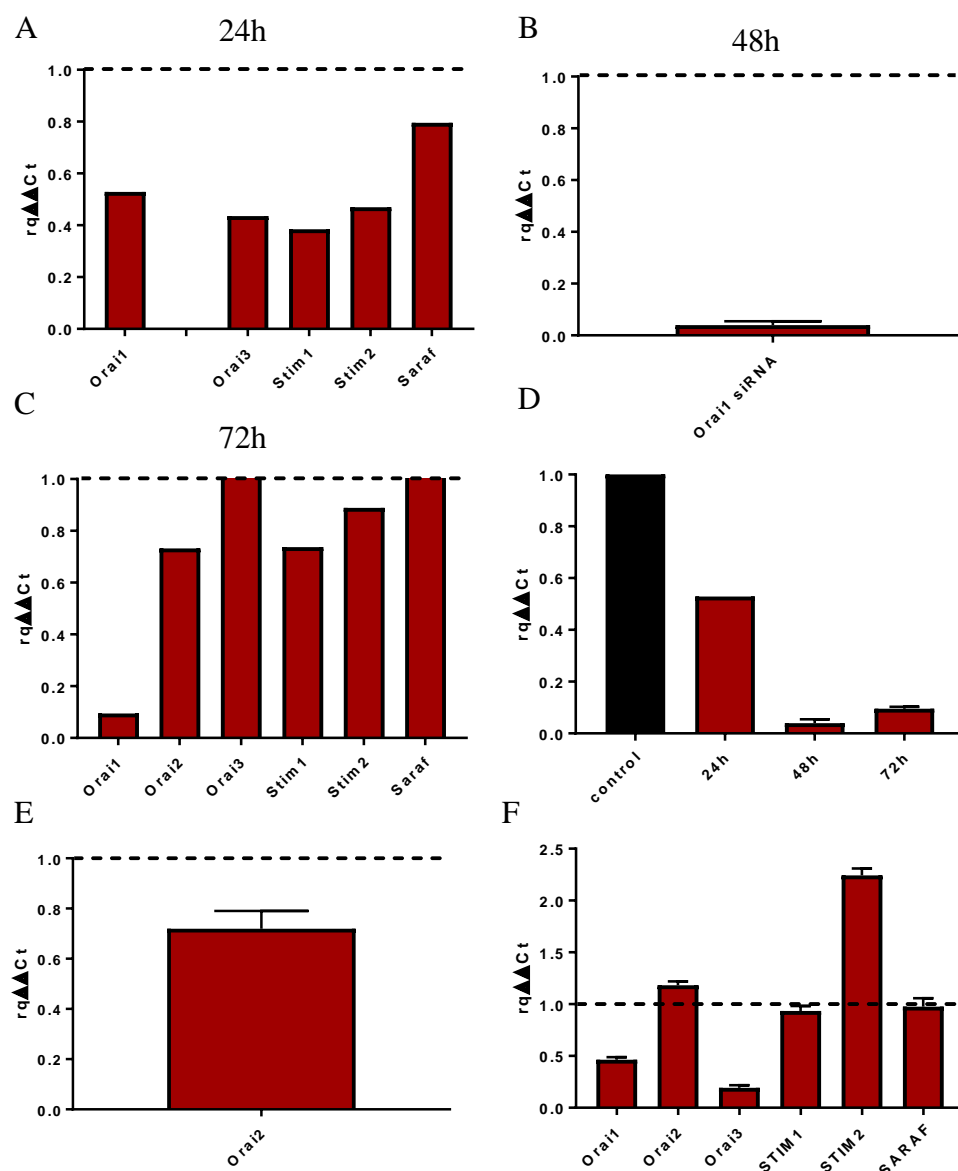 A
24h
rq▲▲Ct
1.0
0.8
0.6
0.4
0.2
0.0
Orai1
Orai3
Stim1
Stim2
Saraf
B
48h
rq▲▲Ct
1.0
0.8
0.6
0.4
0.2
0.0
Orai1 siRNA
C
72h
rq▲▲Ct
1.0
0.8
0.6
0.4
0.2
0.0
Orai1
Orai2
Orai3
Stim1
Stim2
Saraf
D
rq▲▲Ct
1.0
0.8
0.6
0.4
0.2
0.0
control
24h
48h
72h
E
rq▲▲Ct
1.0
0.8
0.6
0.4
0.2
0.0
Orai2
F
rq▲▲Ct
2.5
2.0
1.5
1.0
0.5
0.0
Orai1
Orai2
Orai3
STIM1
STIM2
SARAF